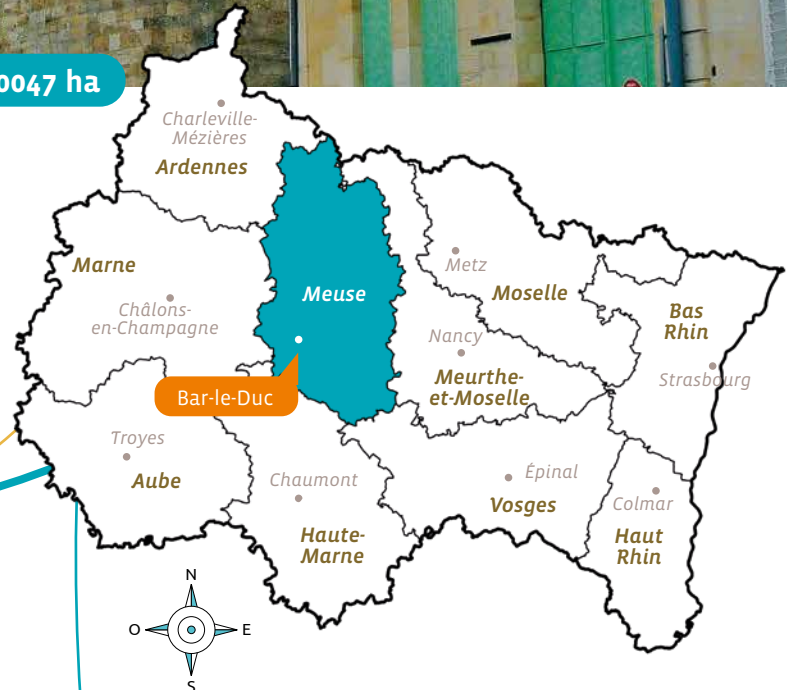 0047 ha
Charleville-
Mézières
Ardennes
Marne
Châlons-
en-Champagne
Meuse
Metz
Moselle
Bas
Rhin
Nancy
Strasbourg
Meurthe-
et-Moselle
Bar-le-Duc
Troyes
Aube
Chaumont
Épinal
Vosges
Colmar
Haute-
Marne
Haut
Rhin
N
O
E
S